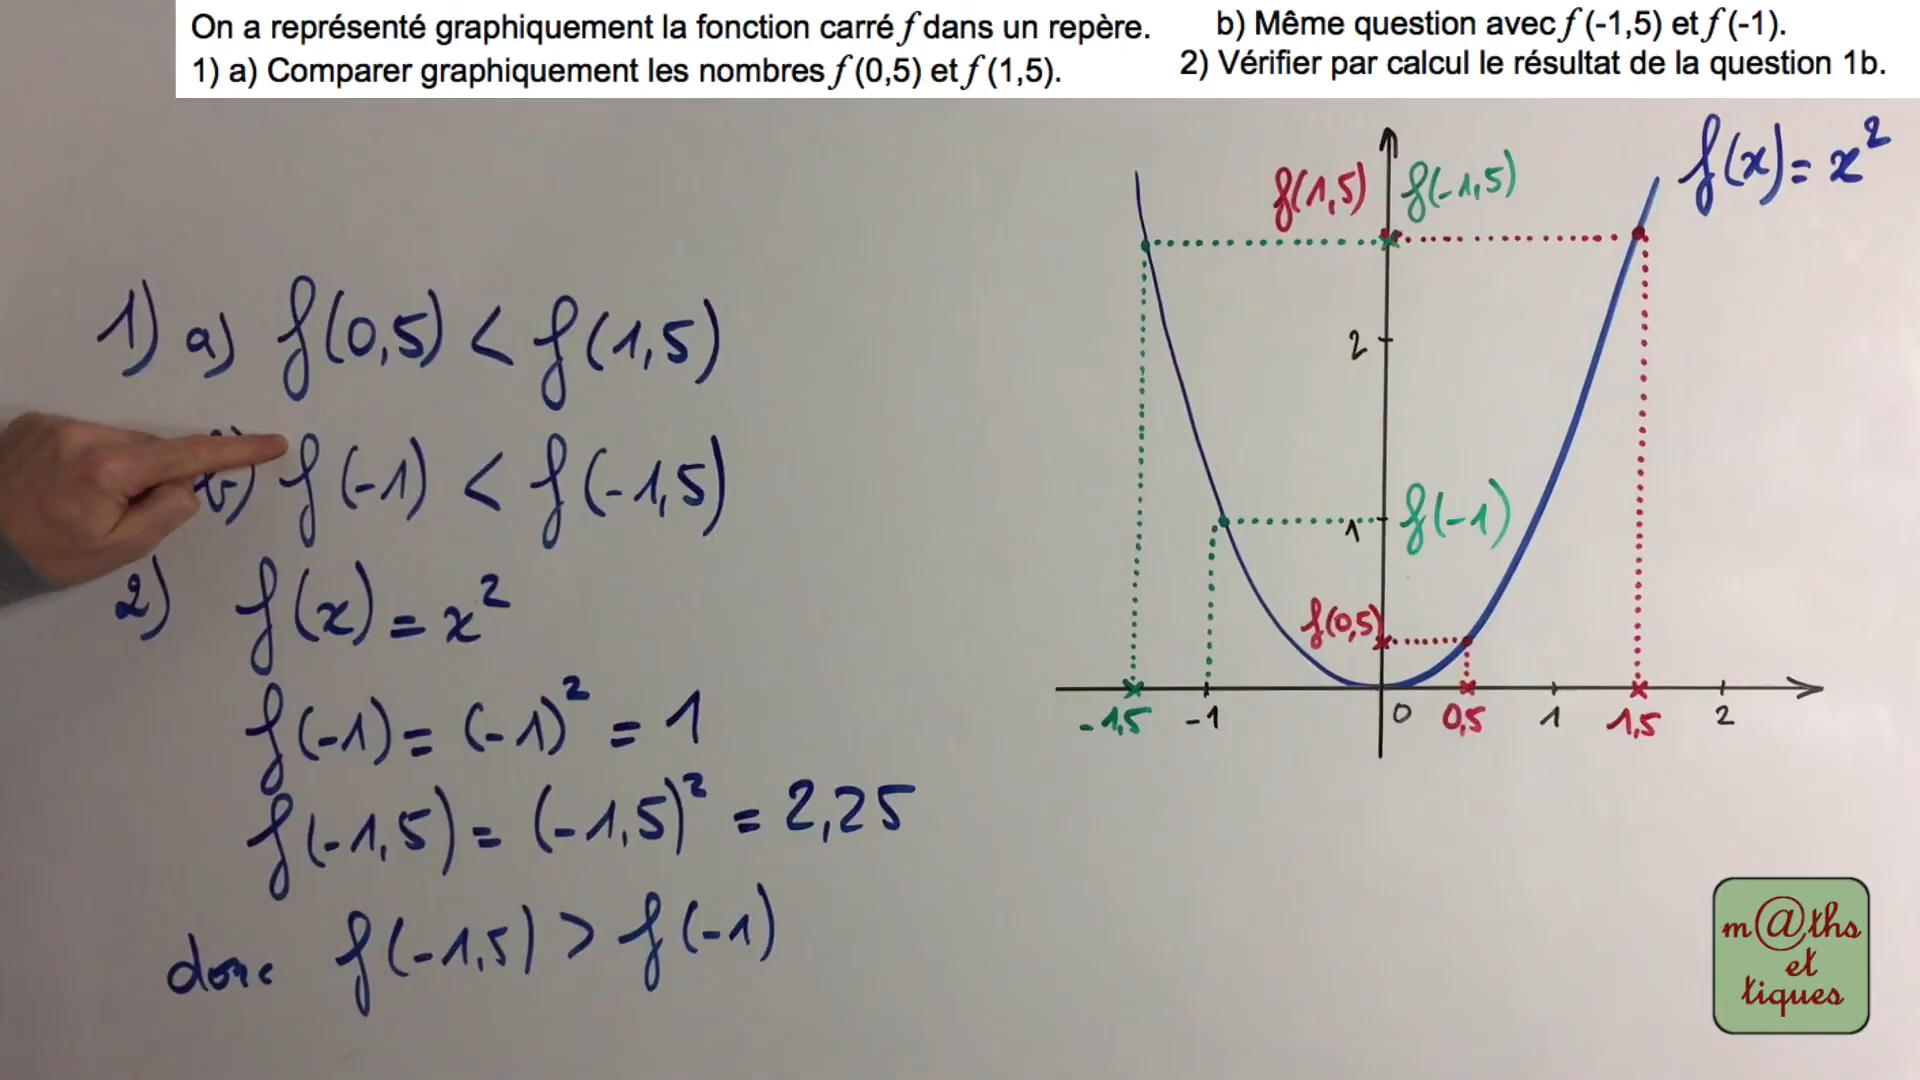 On a représenté graphiquement la fonction carré f dans un repère.
1) a) Comparer graphiquement les nombres f (0,5) et f (1,5).
b) Même question avec f (-1,5) et f (-1).
2) Vérifier par calcul le résultat de la question 1b.
1) a) f(0,5) < f(1,5)
b) f(-1) < f(-1,5)
2) f(x) = x²
f(-1) = (-1)² = 1
f(-1,5) = (-1,5)² = 2,25
donc f(-1,5) > f(-1)
f(x) = x²
f(1,5) f(-1,5)
2
1 f(-1)
f(0,5)
-1,5 -1 0 0,5 1 1,5 2
m@ths
et
tiques